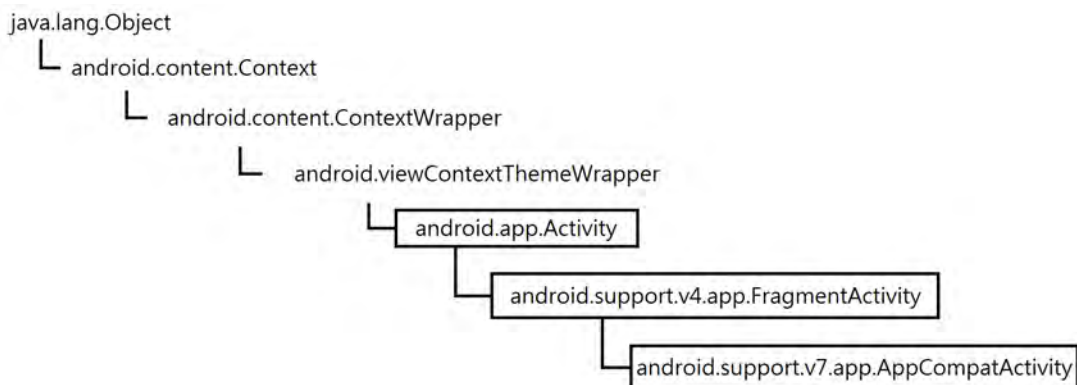 java.lang.Object
android.content.Context
android.content.ContextWrapper
android.viewContextThemeWrapper
android.app.Activity
android.support.v4.app.FragmentActivity
android.support.v7.app.AppCompatActivity